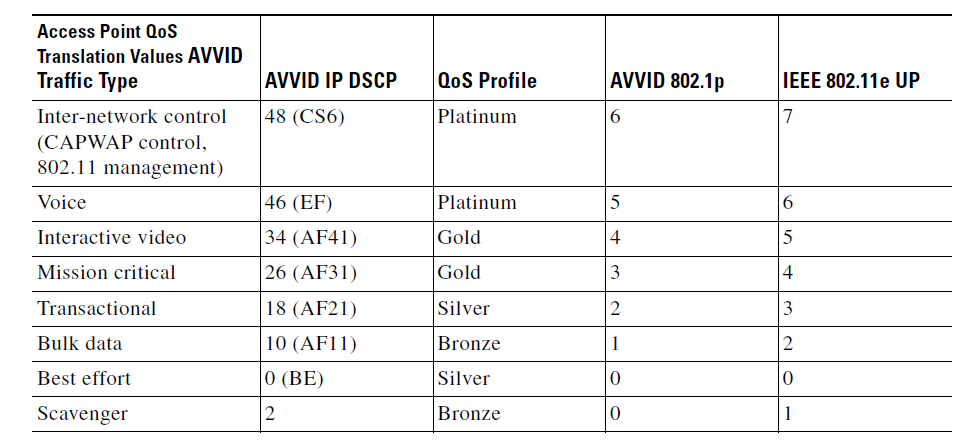 Access Point QoS
Translation Values AVVID
Traffic Type AVVID IP DSCP QoS Profile AVVID 802.1p IEEE 802.11e UP
Inter-network control 48 (CS6) Platinum 6 7
(CAPWAP control,
802.11 management)
Voice 46 (EF) Platinum 5 6
Interactive video 34 (AF41) Gold 4 5
Mission critical 26 (AF31) Gold 3 4
Transactional 18 (AF21) Silver 2 3
Bulk data 10 (AF11) Bronze 1 2
Best effort 0 (BE) Silver 0 0
Scavenger 2 Bronze 0 1